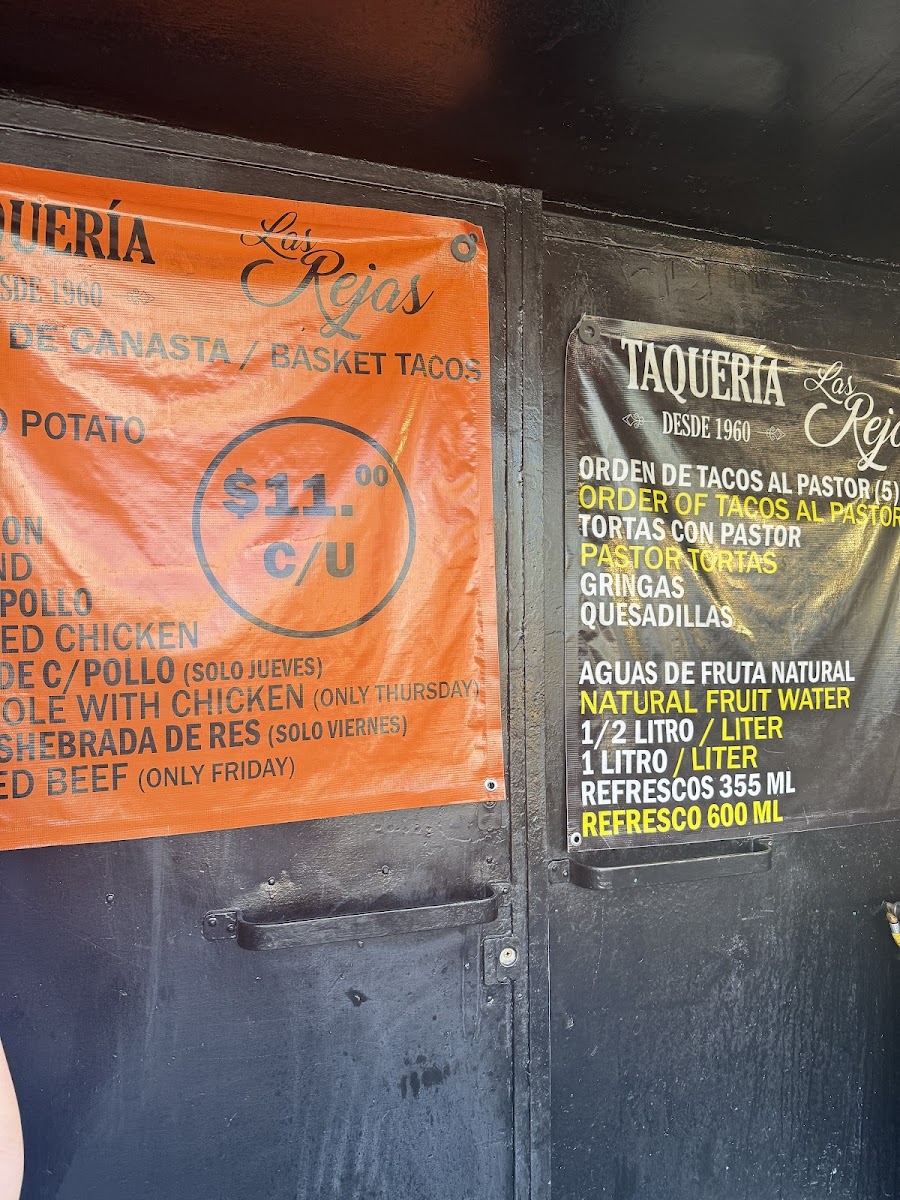 QUERÍA
Las Rejas
SDE 1960
DE CANASTA / BASKET TACOS
POTATO
$11.00
C/U
ON
ND
POLLO
ED CHICKEN
DE C/POLLO (SOLO JUEVES)
OLE WITH CHICKEN (ONLY THURSDAY)
SHEBRADA DE RES (SOLO VIERNES)
ED BEEF (ONLY FRIDAY)
TAQUERÍA
Las
Rej
DESDE 1960
ORDEN DE TACOS AL PASTOR (5)
ORDER OF TACOS AL PASTOR
TORTAS CON PASTOR
PASTOR TORTAS
GRINGAS
QUESADILLAS
AGUAS DE FRUTA NATURAL
NATURAL FRUIT WATER
1/2 LITRO / LITER
1 LITRO / LITER
REFRESCOS 355 ML
REFRESCO 600 ML